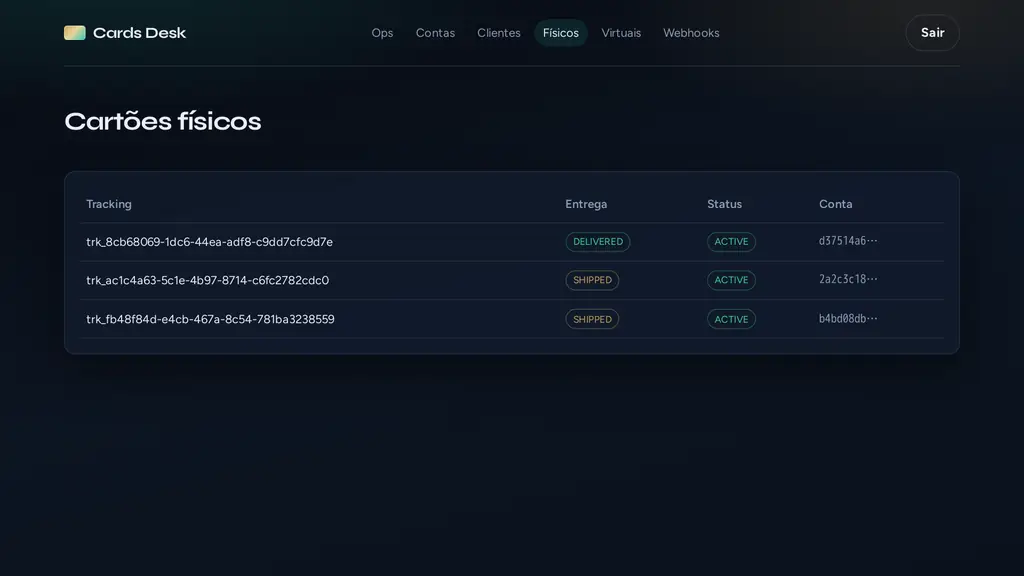 Cards Desk Ops Contas Clientes Físicos Virtuais Webhooks Sair
Cartões físicos
Tracking Entrega Status Conta
trk_8cb68069-1dc6-44ea-adf8-c9dd7cfc9d7e DELIVERED ACTIVE d37514a6···
trk_ac1c4a63-5c1e-4b97-8714-c6fc2782cdc0 SHIPPED ACTIVE 2a2c3c18···
trk_fb48f84d-e4cb-467a-8c54-781ba3238559 SHIPPED ACTIVE b4bd08db···